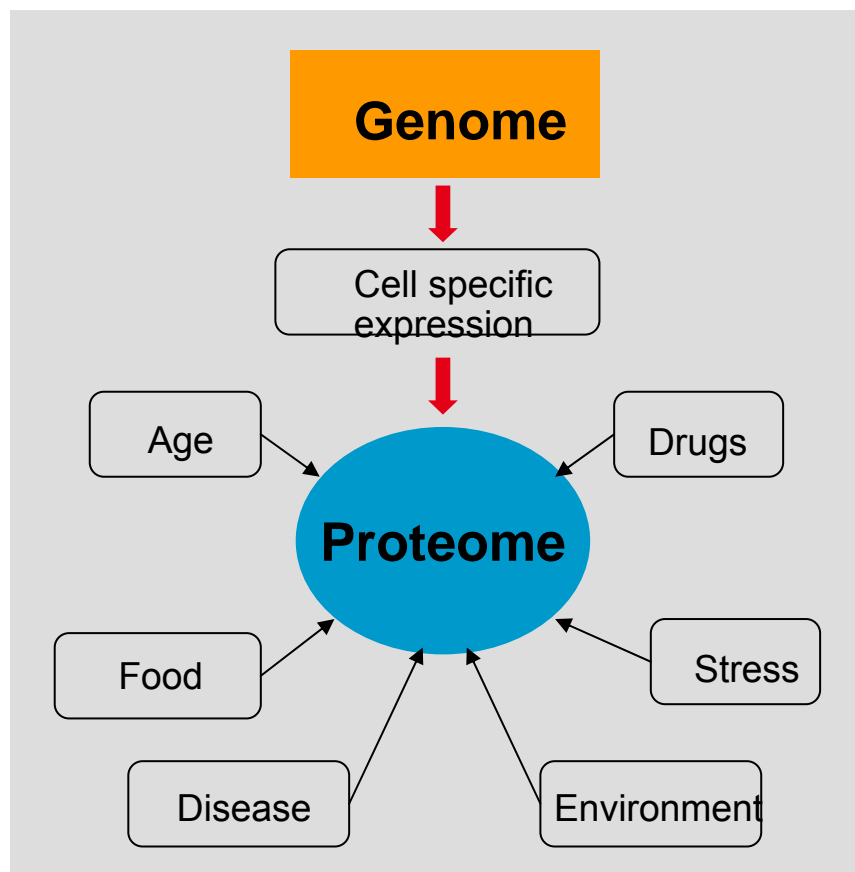 Genome
Cell specific
expression
Age
Drugs
Proteome
Food
Stress
Disease
Environment